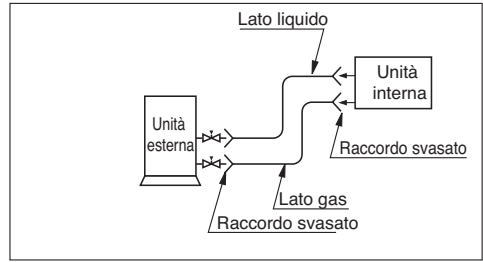 Lato liquido
Unità
interna
Unità
esterna
Raccordo svasato
Lato gas
Raccordo svasato